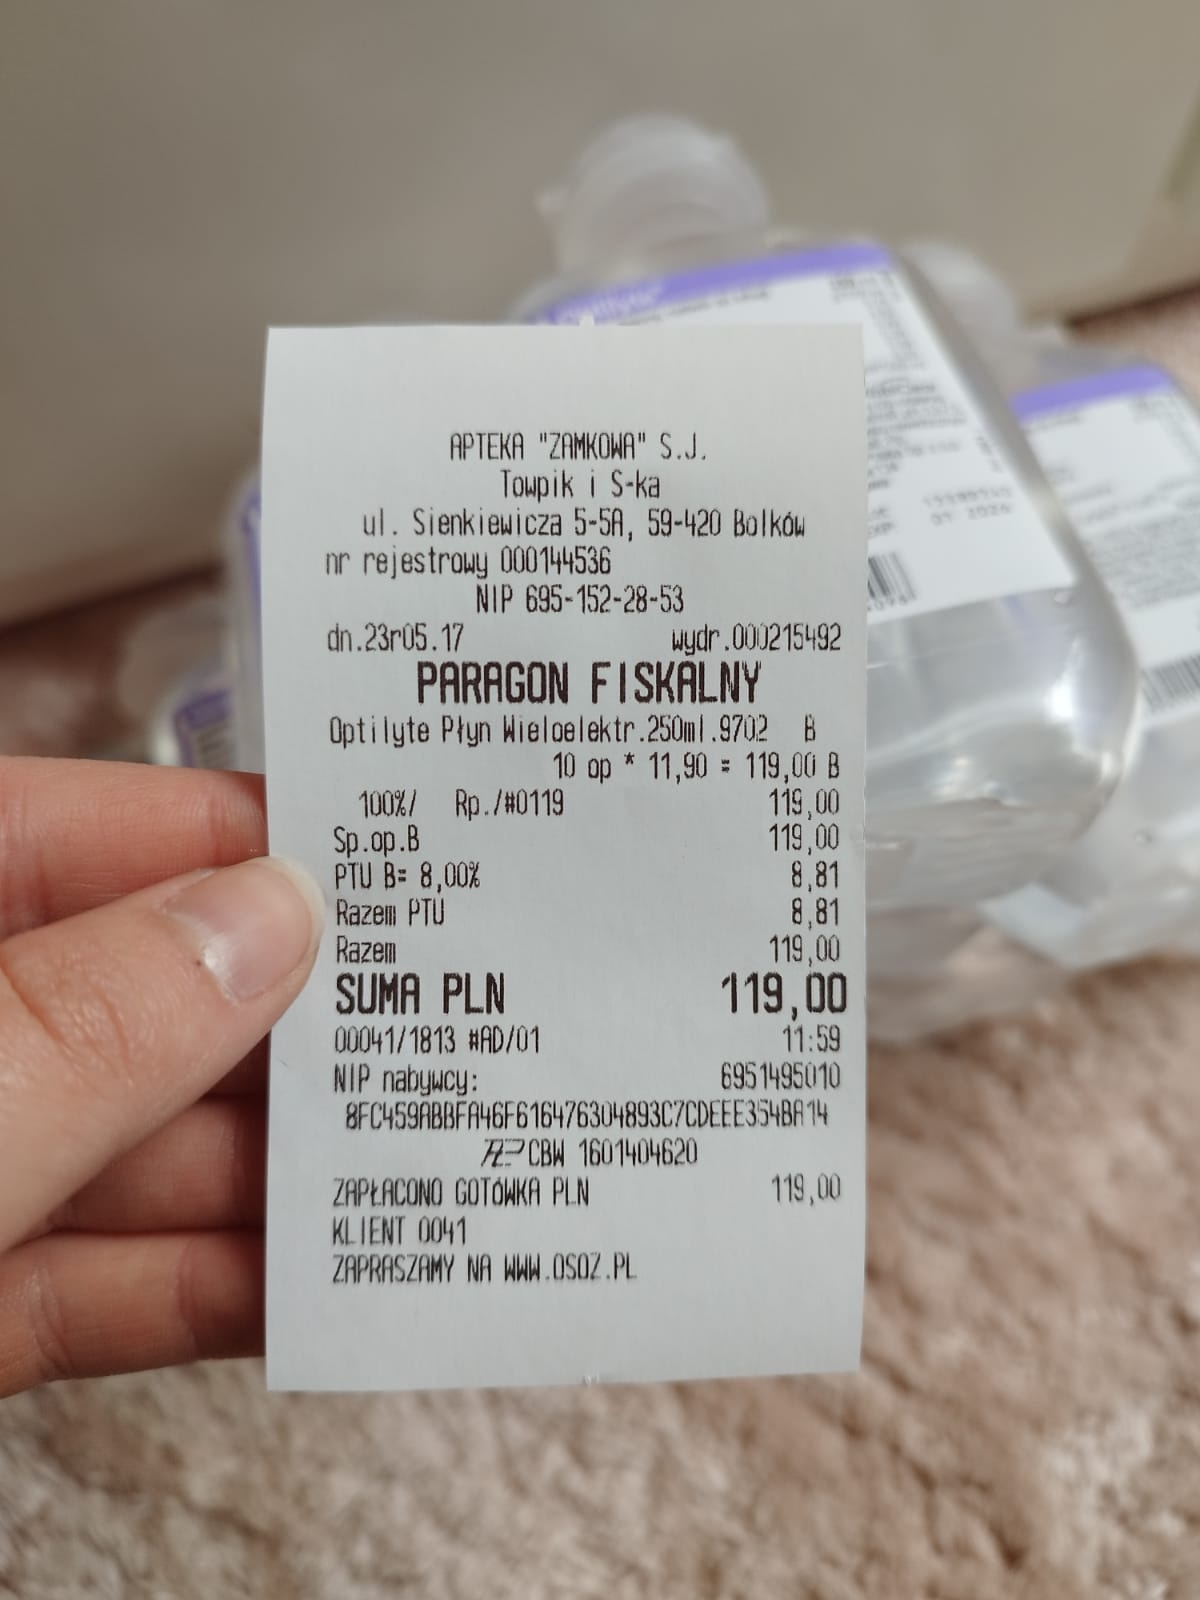 APTEKA "ZAMKOWA" S.J.
Towpik i S-ka
ul. Sienkiewicza 5-5A, 59-420 Bolków
nr rejestrowy 000144536
NIP 695-152-28-53
dn.23r05.17 wydr.000215492
PARAGON FISKALNY
Optilyte Płyn Wieloelektr.250ml.9702 B
10 op * 11,90 = 119,00 B
100%/ Rp./#0119 119,00
Sp.op.B 119,00
PTU B= 8,00% 8,81
Razem PTU 8,81
Razem 119,00
SUMA PLN 119,00
00041/1813 #AD/01 11:59
NIP nabywcy: 6951495010
8FC459ABBFA46F616476304893C7CDEEE354BA14
CBW 1601404620
ZAPŁACONO GOTÓWKA PLN 119,00
KLIENT 0041
ZAPRASZAMY NA WWW.OSOZ.PL